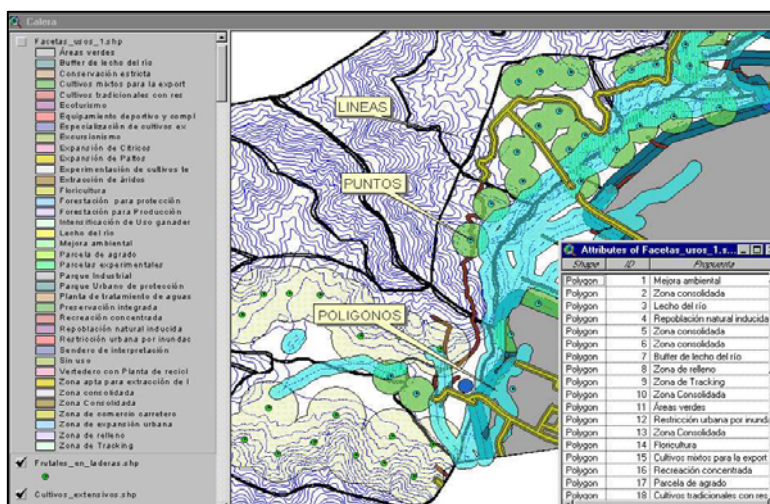 Calera
Facetas_usos_1.shp
Áreas verdes
Buffer de lecho del río
Conservación estricta
Cultivos mixtos para la export
Cultivos tradicionales con res
Ecoturismo
Equipamento deportivo y compl
Especialización de cultivos ex
Excursionismo
Expansión de Cítricos
Expansión de Paltos
Experimentación de cultivos te
Extracción de áridos
Floricultura
Forestación para protección
Forestación para Producción
Intensificación de Uso ganader
Lecho del río
Mejora ambiental
Parcela de agrado
Parcelas experimentales
Parque Industrial
Parque Urbano de protección
Planta de tratamiento de aguas
Preservación integrada
Recreación concentrada
Repoblación natural inducida
Restricción urbana por inundac
Sendero de interpretación
Sin uso
Vertedero con Planta de recicl
Zona apta para extracción de l
Zona consolidada
Zona Consolidada
Zona de comercio carretero
Zona de expansión urbana
Zona de relleno
Zona de Tracking
Frutales_en_laderas.shp
Cultivos_extensivos.shp
LINEAS
PUNTOS
POLIGONOS
Attributes of Facetas_usos_1.s...
Shape ID Propuesta
Polygon 1 Mejora ambiental
Polygon 2 Zona consolidada
Polygon 3 Lecho del río
Polygon 4 Repoblación natural inducida
Polygon 5 Zona consolidada
Polygon 6 Zona consolidada
Polygon 7 Buffer de lecho del río
Polygon 8 Zona de relleno
Polygon 9 Zona de Tracking
Polygon 10 Zona Consolidada
Polygon 11 Áreas verdes
Polygon 12 Restricción urbana por inundac
Polygon 13 Zona Consolidada
Polygon 14 Floricultura
Polygon 15 Cultivos mixtos para la export
Polygon 16 Recreación concentrada
Polygon 17 Parcela de agrado
Polygon 18 Cultivos tradicionales con res